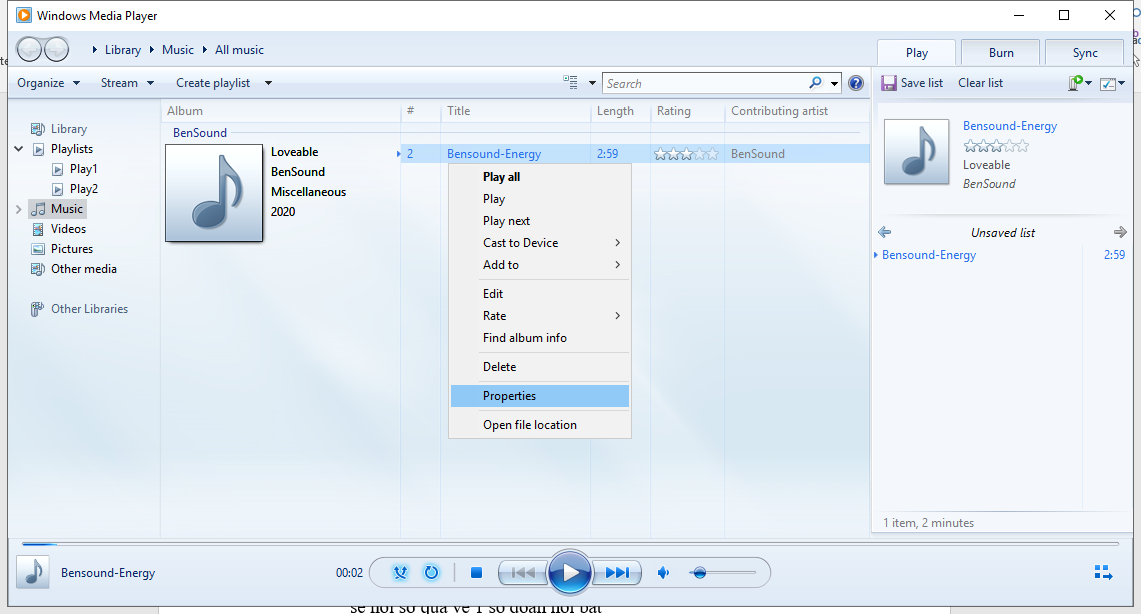 Windows Media Player
Library Music All music
Play Burn Sync
Organize Stream Create playlist
Search
Save list Clear list
Album # Title Length Rating Contributing artist
BenSound
Loveable
BenSound
Miscellaneous
2020
2 Bensound-Energy 2:59 BenSound
Library
Playlists
Play1
Play2
Music
Videos
Pictures
Other media
Other Libraries
Play all
Play
Play next
Cast to Device
Add to
Edit
Rate
Find album info
Delete
Properties
Open file location
Bensound-Energy
Loveable
BenSound
Unsaved list
Bensound-Energy 2:59
1 item, 2 minutes
Bensound-Energy
00:02